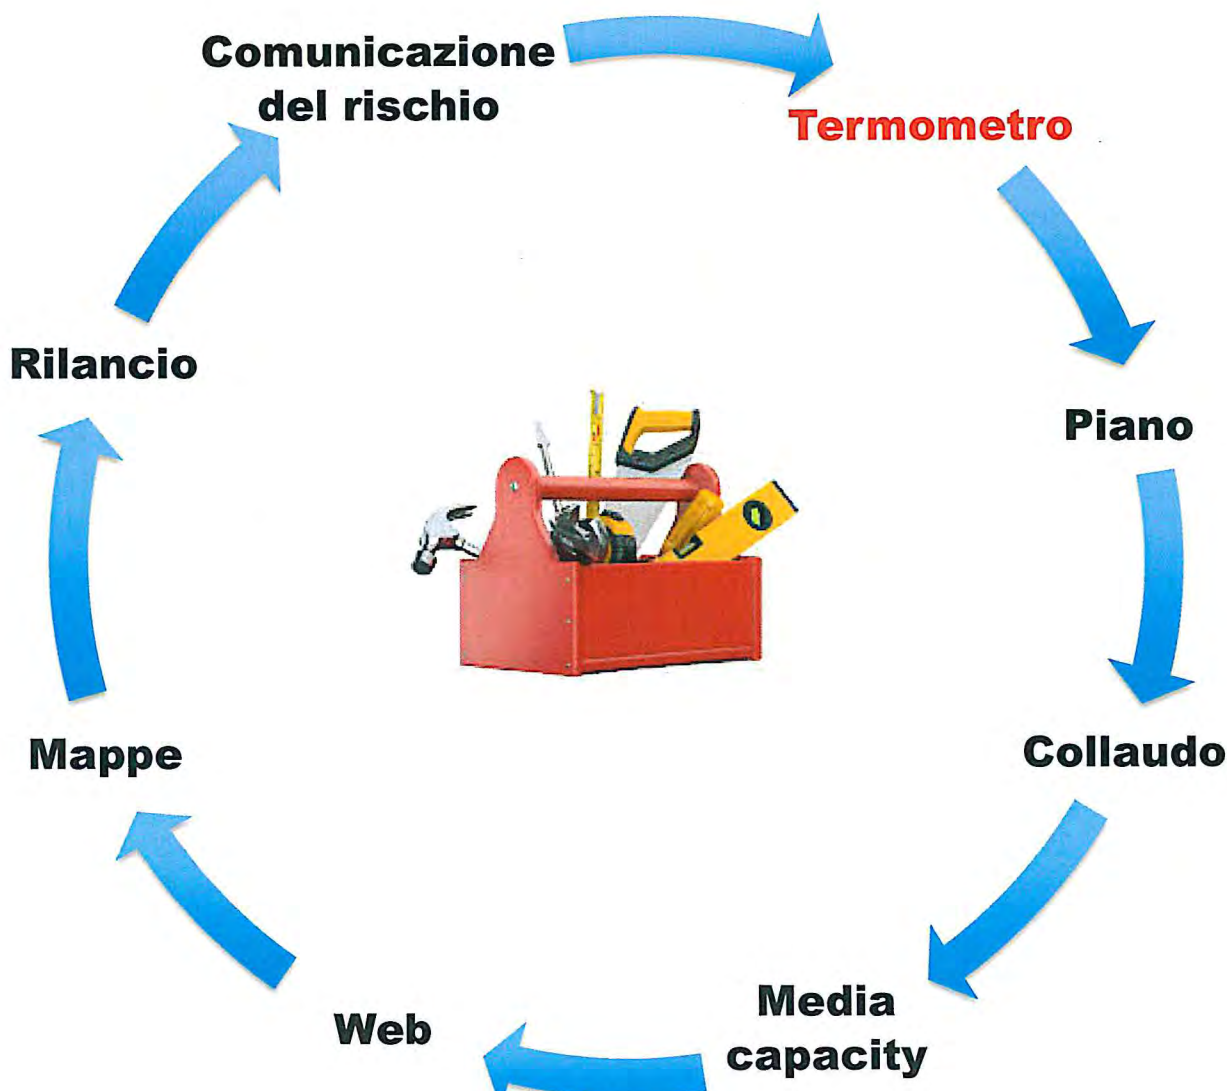 Comunicazione
del rischio
Termometro
Piano
Collaudo
Media
capacity
Web
Mappe
Rilancio